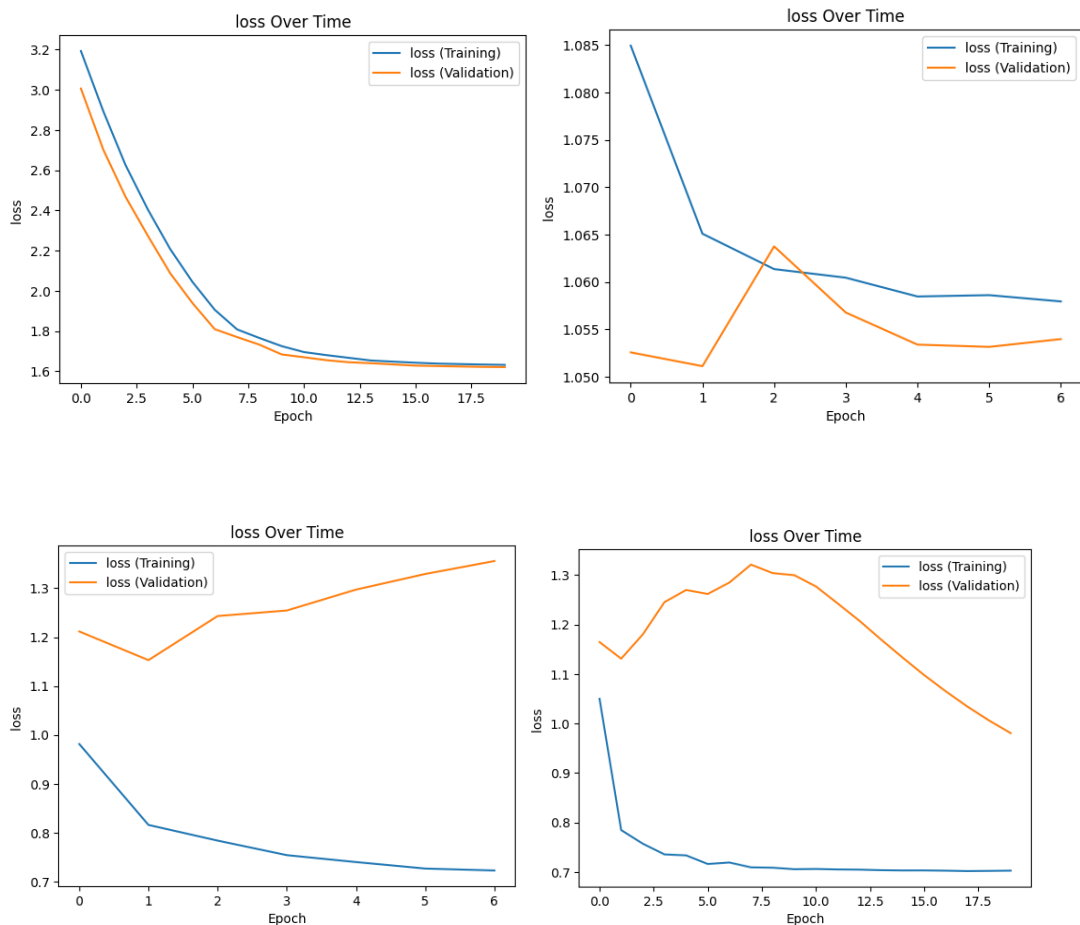 loss Over Time
loss (Training)
loss (Validation)
3.2
3.0
2.8
2.6
2.4
2.2
2.0
1.8
1.6
loss
0.0 2.5 5.0 7.5 10.0 12.5 15.0 17.5
Epoch
loss Over Time
loss (Training)
loss (Validation)
1.085
1.080
1.075
1.070
1.065
1.060
1.055
1.050
loss
0 1 2 3 4 5 6
Epoch
loss Over Time
loss (Training)
loss (Validation)
1.3
1.2
1.1
1.0
0.9
0.8
0.7
loss
0 1 2 3 4 5 6
Epoch
loss Over Time
loss (Training)
loss (Validation)
1.3
1.2
1.1
1.0
0.9
0.8
0.7
loss
0.0 2.5 5.0 7.5 10.0 12.5 15.0 17.5
Epoch